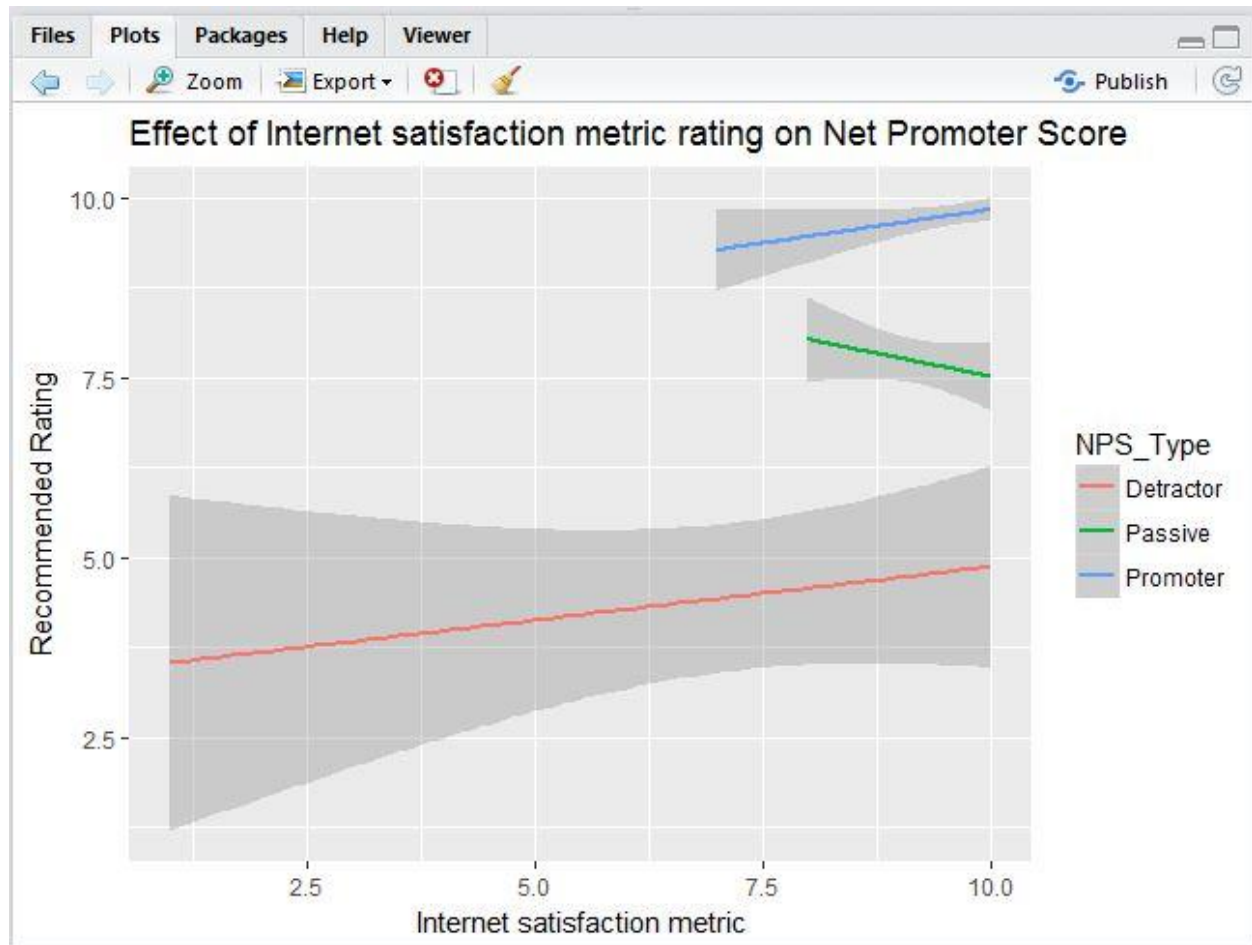 Files Plots Packages Help Viewer
Zoom Export Publish
Effect of Internet satisfaction metric rating on Net Promoter Score
10.0
7.5
5.0
2.5
Recommended Rating
2.5 5.0 7.5 10.0
Internet satisfaction metric
NPS_Type
Detractor
Passive
Promoter